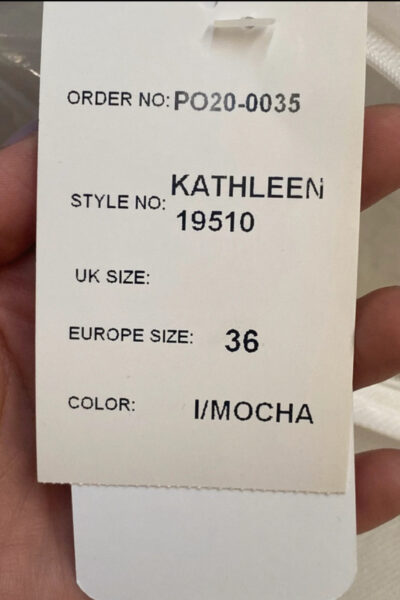 ORDER NO: PO20-0035
STYLE NO: KATHLEEN
19510
UK SIZE:
EUROPE SIZE: 36
COLOR: I/MOCHA